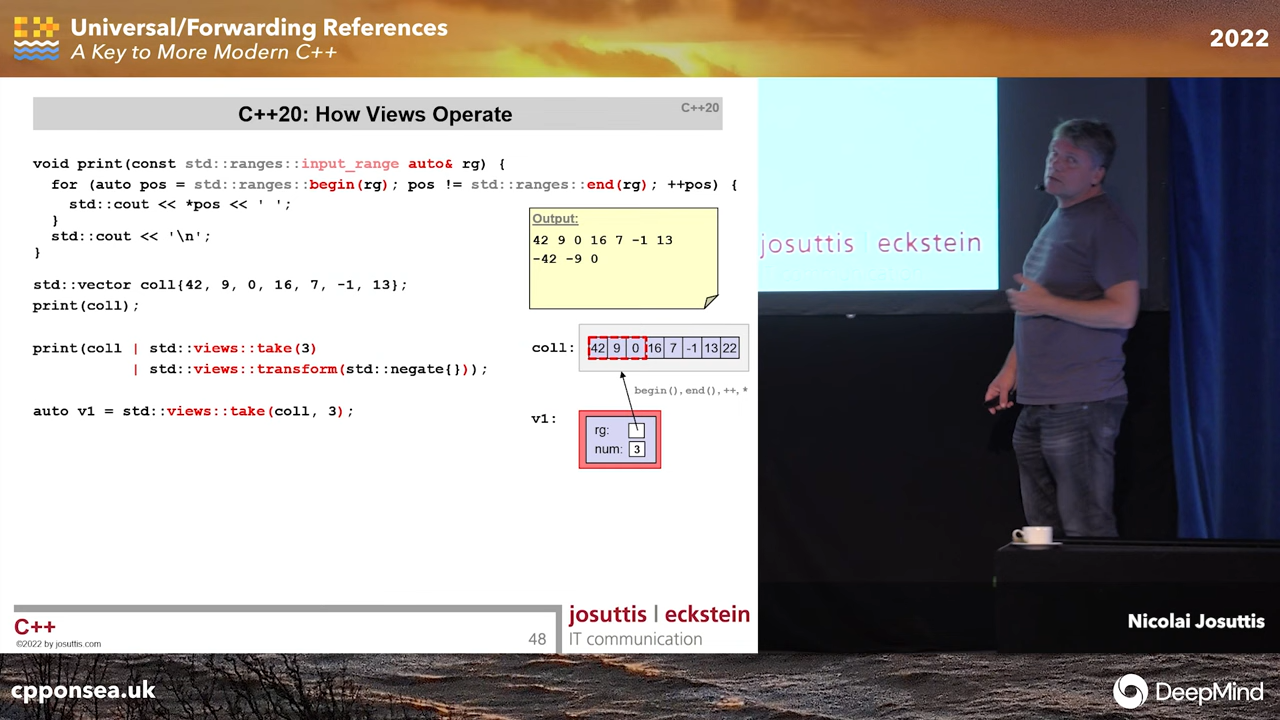 Universal/Forwarding References
A Key to More Modern C++
2022
C++20: How Views Operate
C++20
void print(const std::ranges::input_range auto& rg) {
for (auto pos = std::ranges::begin(rg); pos != std::ranges::end(rg); ++pos) {
std::cout << *pos << ' ';
}
std::cout << '\n';
}
std::vector coll{42, 9, 0, 16, 7, -1, 13};
print(coll);
print(coll | std::views::take(3)
| std::views::transform(std::negate{}));
auto v1 = std::views::take(coll, 3);
Output:
42 9 0 16 7 -1 13
-42 -9 0
coll: 42 9 0 16 7 -1 13 22
begin(), end(), ++, *
v1:
rg:
num: 3
josuttis | eckstein
C++
©2022 by josuttis.com
48
josuttis | eckstein
IT communication
Nicolai Josuttis
cpponsea.uk
DeepMind